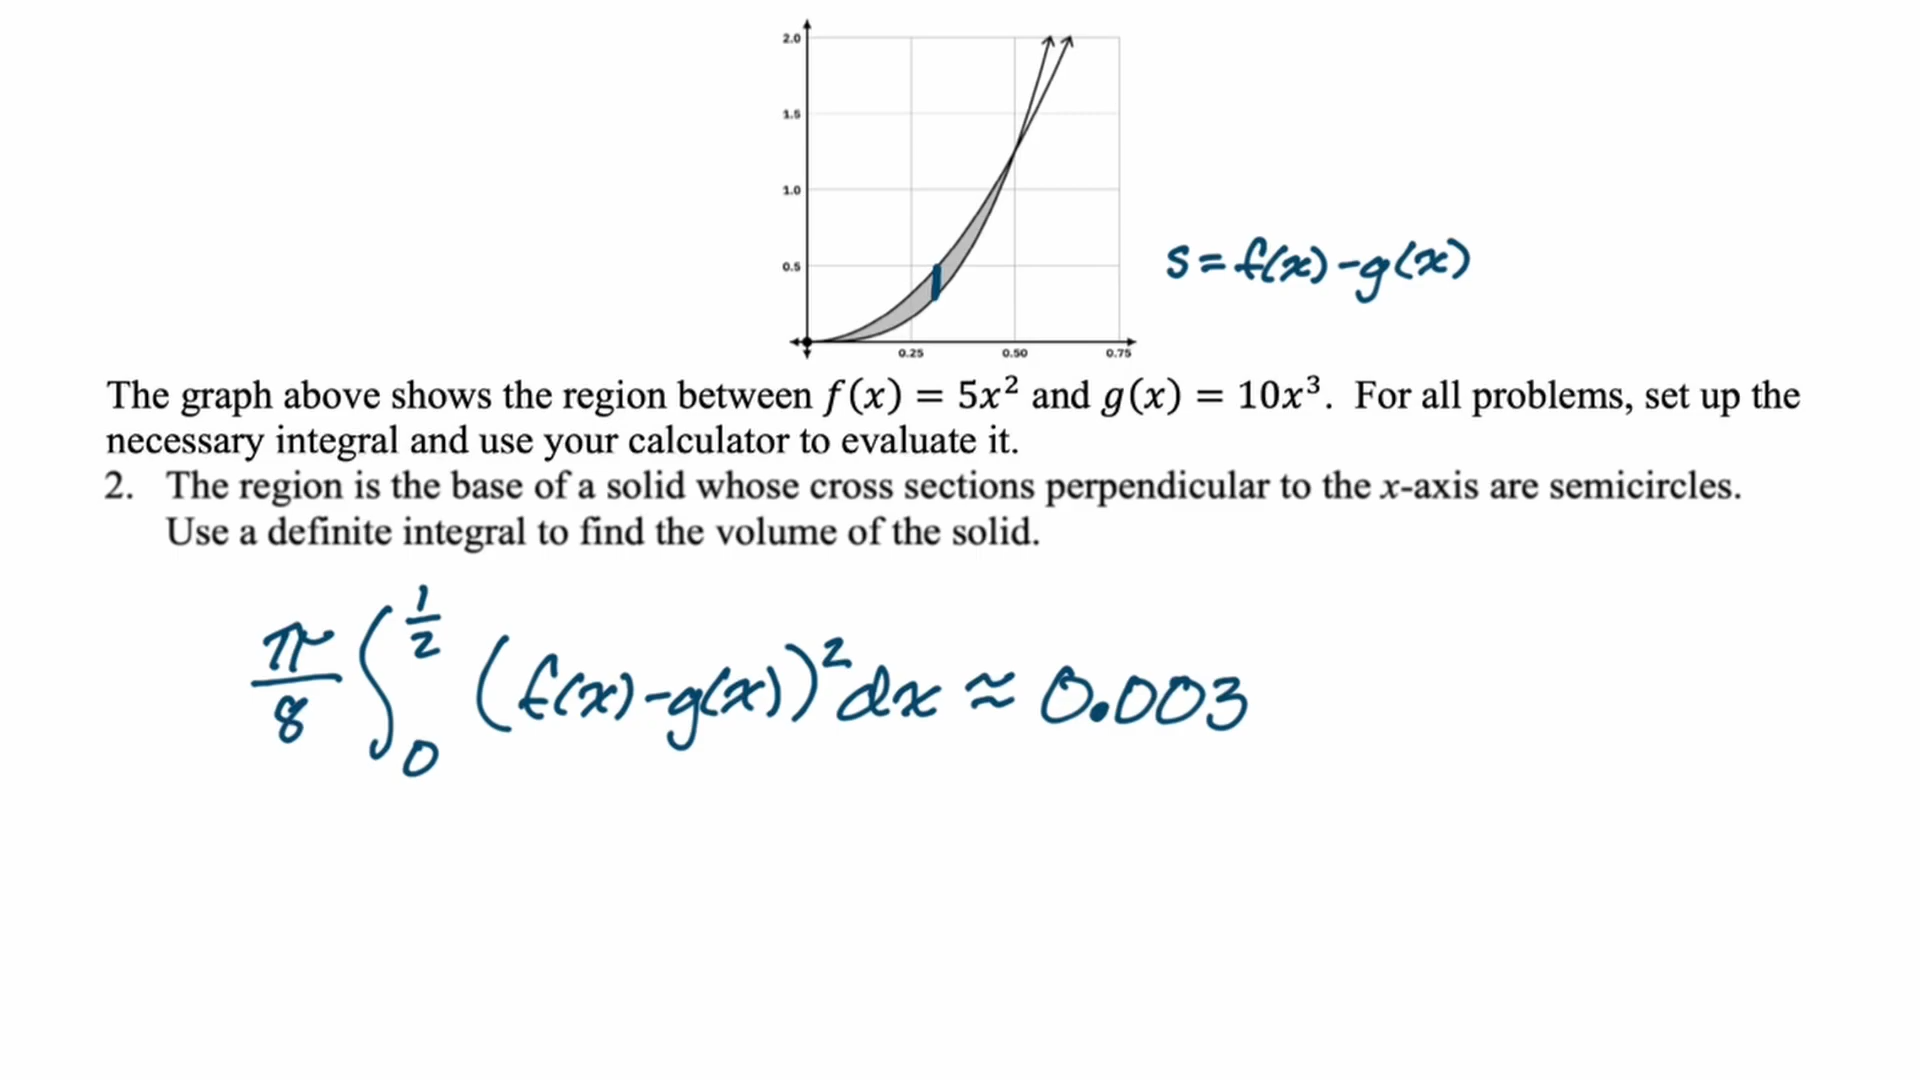 2.0
1.5
1.0
0.5
0.25 0.50 0.75
s = f(x) - g(x)
The graph above shows the region between f(x) = 5x² and g(x) = 10x³. For all problems, set up the
necessary integral and use your calculator to evaluate it.
2. The region is the base of a solid whose cross sections perpendicular to the x-axis are semicircles.
Use a definite integral to find the volume of the solid.
π/8 ∫₀^(1/2) (f(x) - g(x))² dx ≈ 0.003